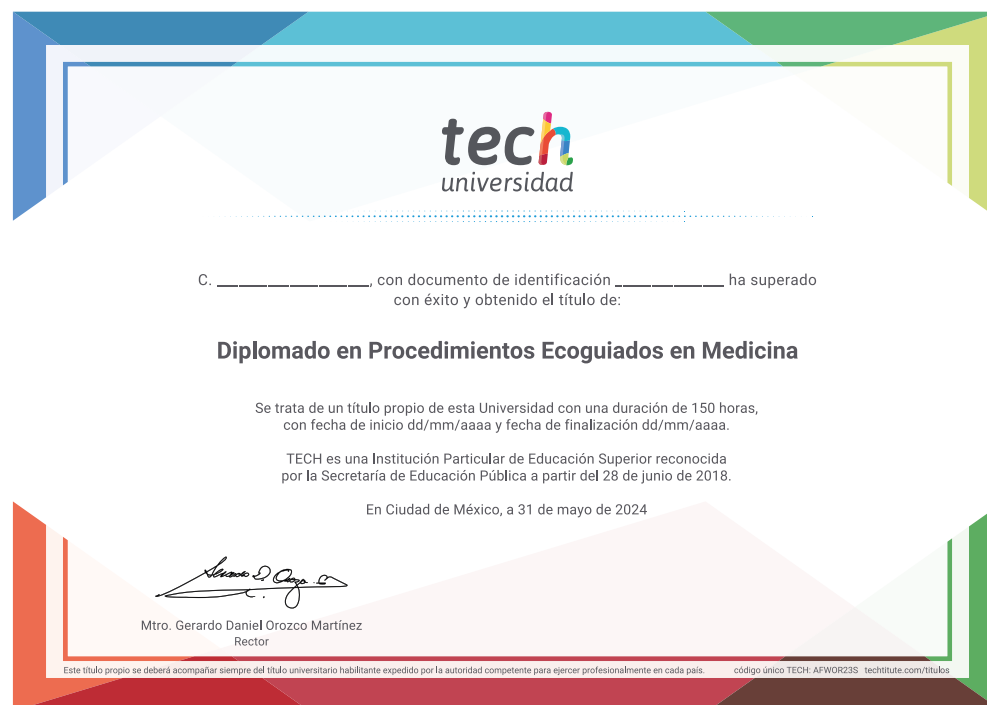 tech
universidad
C. ___________________, con documento de identificación ______________ ha superado
con éxito y obtenido el título de:
Diplomado en Procedimientos Ecoguiados en Medicina
Se trata de un título propio de esta Universidad con una duración de 150 horas,
con fecha de inicio dd/mm/aaaa y fecha de finalización dd/mm/aaaa.
TECH es una Institución Particular de Educación Superior reconocida
por la Secretaría de Educación Pública a partir del 28 de junio de 2018.
En Ciudad de México, a 31 de mayo de 2024
Mtro. Gerardo Daniel Orozco Martínez
Rector
Este título propio se deberá acompañar siempre del título universitario habilitante expedido por la autoridad competente para ejercer profesionalmente en cada país. código único TECH: AFWOR23S techtitute.com/titulos